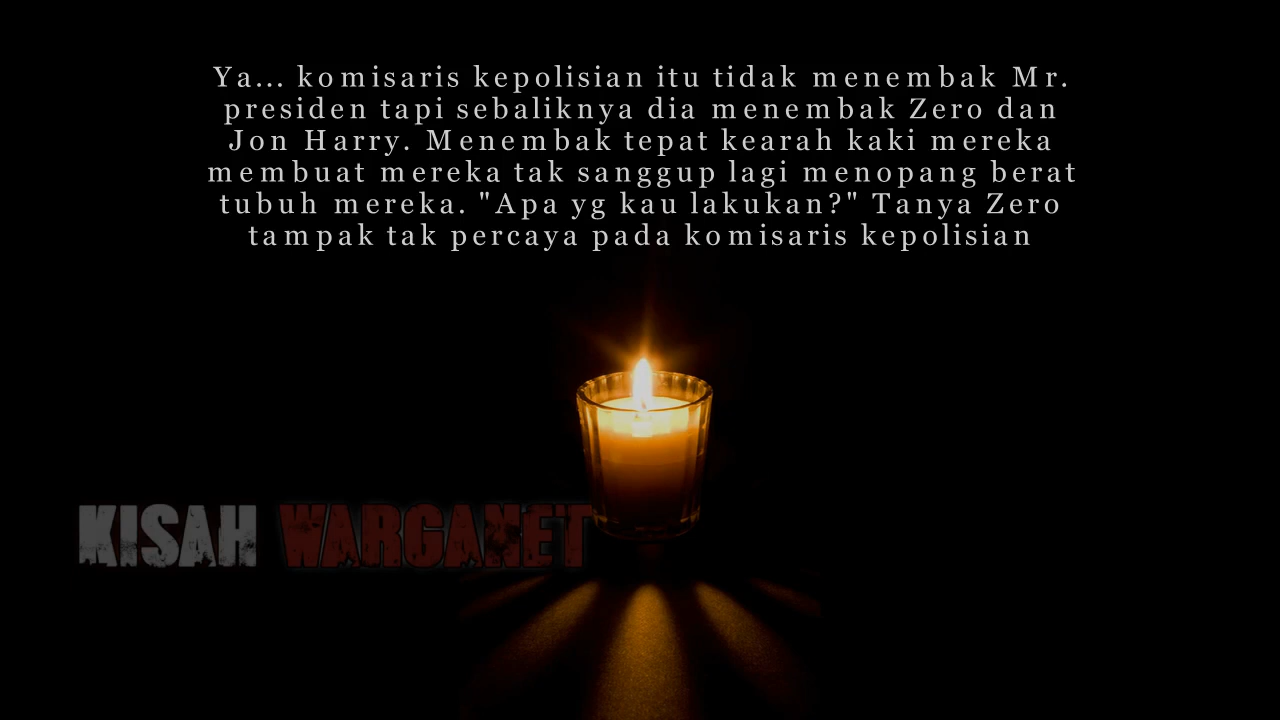 Ya... komisaris kepolisian itu tidak menembak Mr.
presiden tapi sebaliknya dia menembak Zero dan
Jon Harry. Menembak tepat kearah kaki mereka
membuat mereka tak sanggup lagi menopang berat
tubuh mereka. "Apa yg kau lakukan?" Tanya Zero
tampak tak percaya pada komisaris kepolisian
KISAH WARGANET